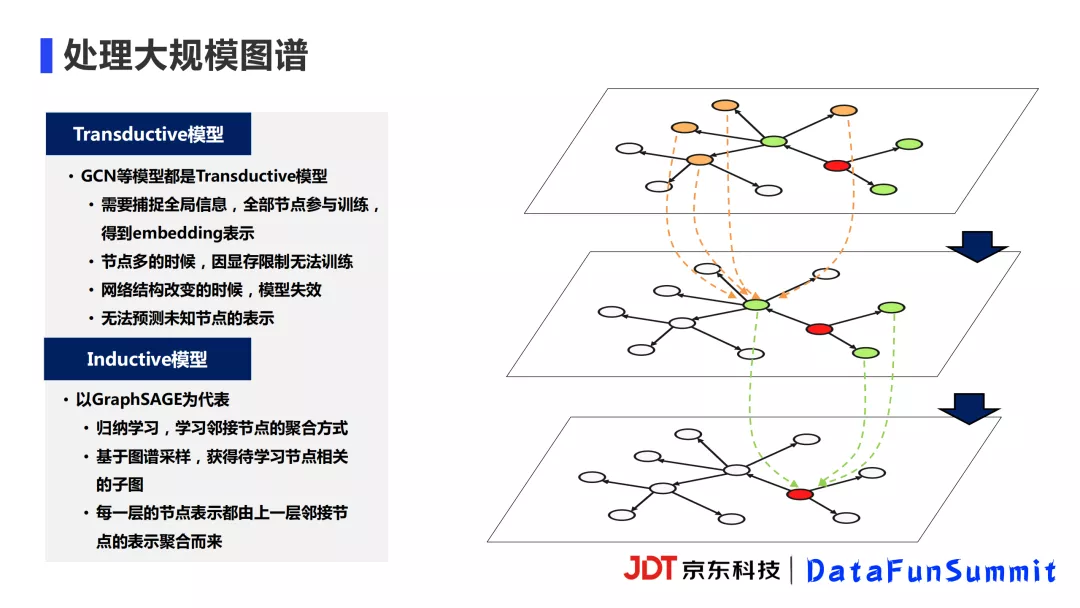 处理大规模图谱
Transductive模型
• GCN等模型都是Transductive模型
• 需要捕捉全局信息，全部节点参与训练，
得到embedding表示
• 节点多的时候，因显存限制无法训练
• 网络结构改变的时候，模型失效
• 无法预测未知节点的表示
Inductive模型
• 以GraphSAGE为代表
• 归纳学习，学习邻接节点的聚合方式
• 基于图谱采样，获得待学习节点相关
的子图
• 每一层的节点表示都由上一层邻接节
点的表示聚合而来
JDT 京东科技 | DataFunSummit